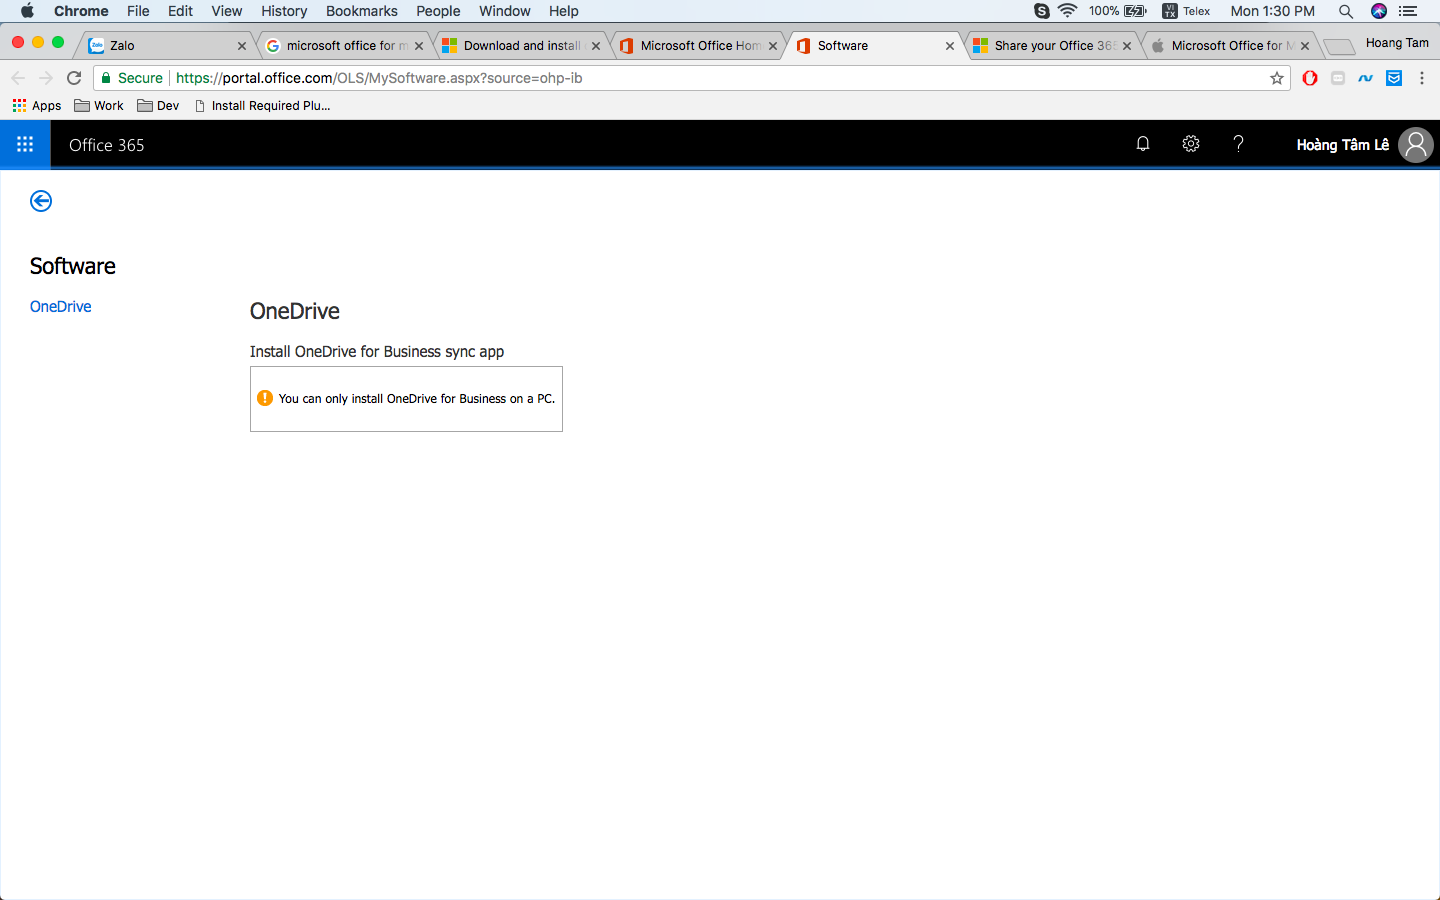 Chrome File Edit View History Bookmarks People Window Help 100% VI TX Telex Mon 1:30 PM
Zalo microsoft office for m Download and install Microsoft Office Hom Software Share your Office 365 Microsoft Office for M Hoang Tam
Secure https://portal.office.com/OLS/MySoftware.aspx?source=ohp-ib
Apps Work Dev Install Required Plu...
Office 365 Hoàng Tâm Lê
Software
OneDrive
OneDrive
Install OneDrive for Business sync app
You can only install OneDrive for Business on a PC.